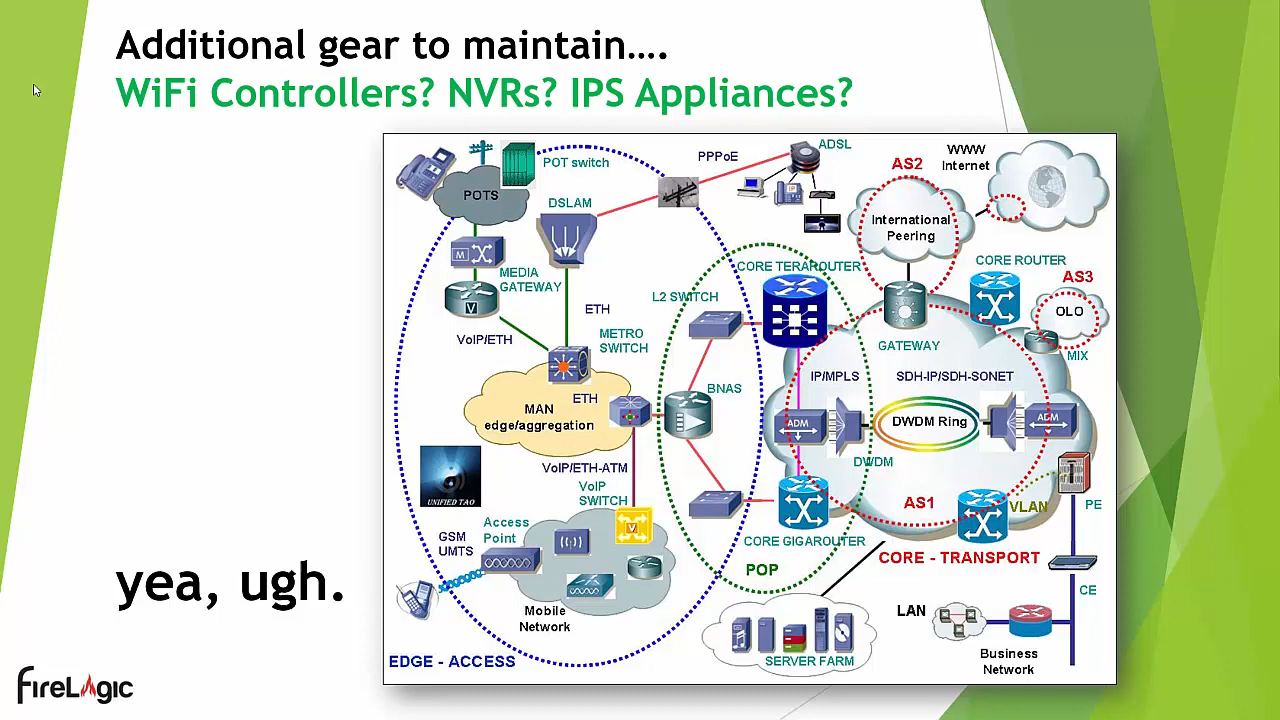 Additional gear to maintain….
WiFi Controllers? NVRs? IPS Appliances?
POTS
POT switch
PPPoE
ADSL
IP
WWW
Internet
AS2
International
Peering
DSLAM
M
MEDIA
GATEWAY
V
VoIP/ETH
ETH
METRO
SWITCH
L2 SWITCH
CORE TERAROUTER
CORE ROUTER
AS3
OLO
MIX
GATEWAY
ETH
MAN
edge/aggregation
BNAS
IP/MPLS
SDH-IP/SDH-SONET
ADM
DWDM Ring
ADM
DWDM
VoIP/ETH-ATM
UNIFIED TAO
VoIP
SWITCH
V
AS1
VLAN
PE
GSM
UMTS
Access
Point
CORE GIGAROUTER
CORE - TRANSPORT
POP
CE
yea, ugh.
Mobile
Network
LAN
Business
Network
SERVER FARM
EDGE - ACCESS
FireLogic